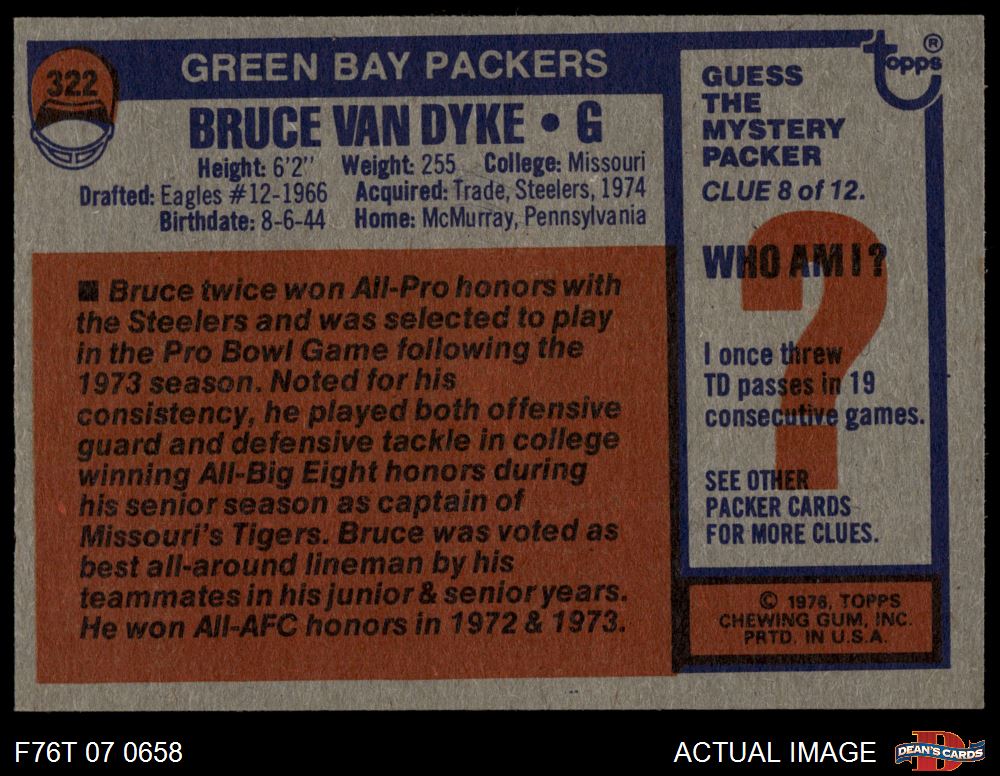 322
GREEN BAY PACKERS
BRUCE VAN DYKE • G
Height: 6'2" Weight: 255 College: Missouri
Drafted: Eagles #12-1966 Acquired: Trade, Steelers, 1974
Birthdate: 8-6-44 Home: McMurray, Pennsylvania
■ Bruce twice won All-Pro honors with
the Steelers and was selected to play
in the Pro Bowl Game following the
1973 season. Noted for his
consistency, he played both offensive
guard and defensive tackle in college
winning All-Big Eight honors during
his senior season as captain of
Missouri's Tigers. Bruce was voted as
best all-around lineman by his
teammates in his junior & senior years.
He won All-AFC honors in 1972 & 1973.
topps ®
GUESS
THE
MYSTERY
PACKER
CLUE 8 of 12.
WHO AM I?
I once threw
TD passes in 19
consecutive games.
SEE OTHER
PACKER CARDS
FOR MORE CLUES.
© 1976, TOPPS
CHEWING GUM, INC.
PRTD. IN U.S.A.
F76T 07 0658
ACTUAL IMAGE
DEAN'S CARDS